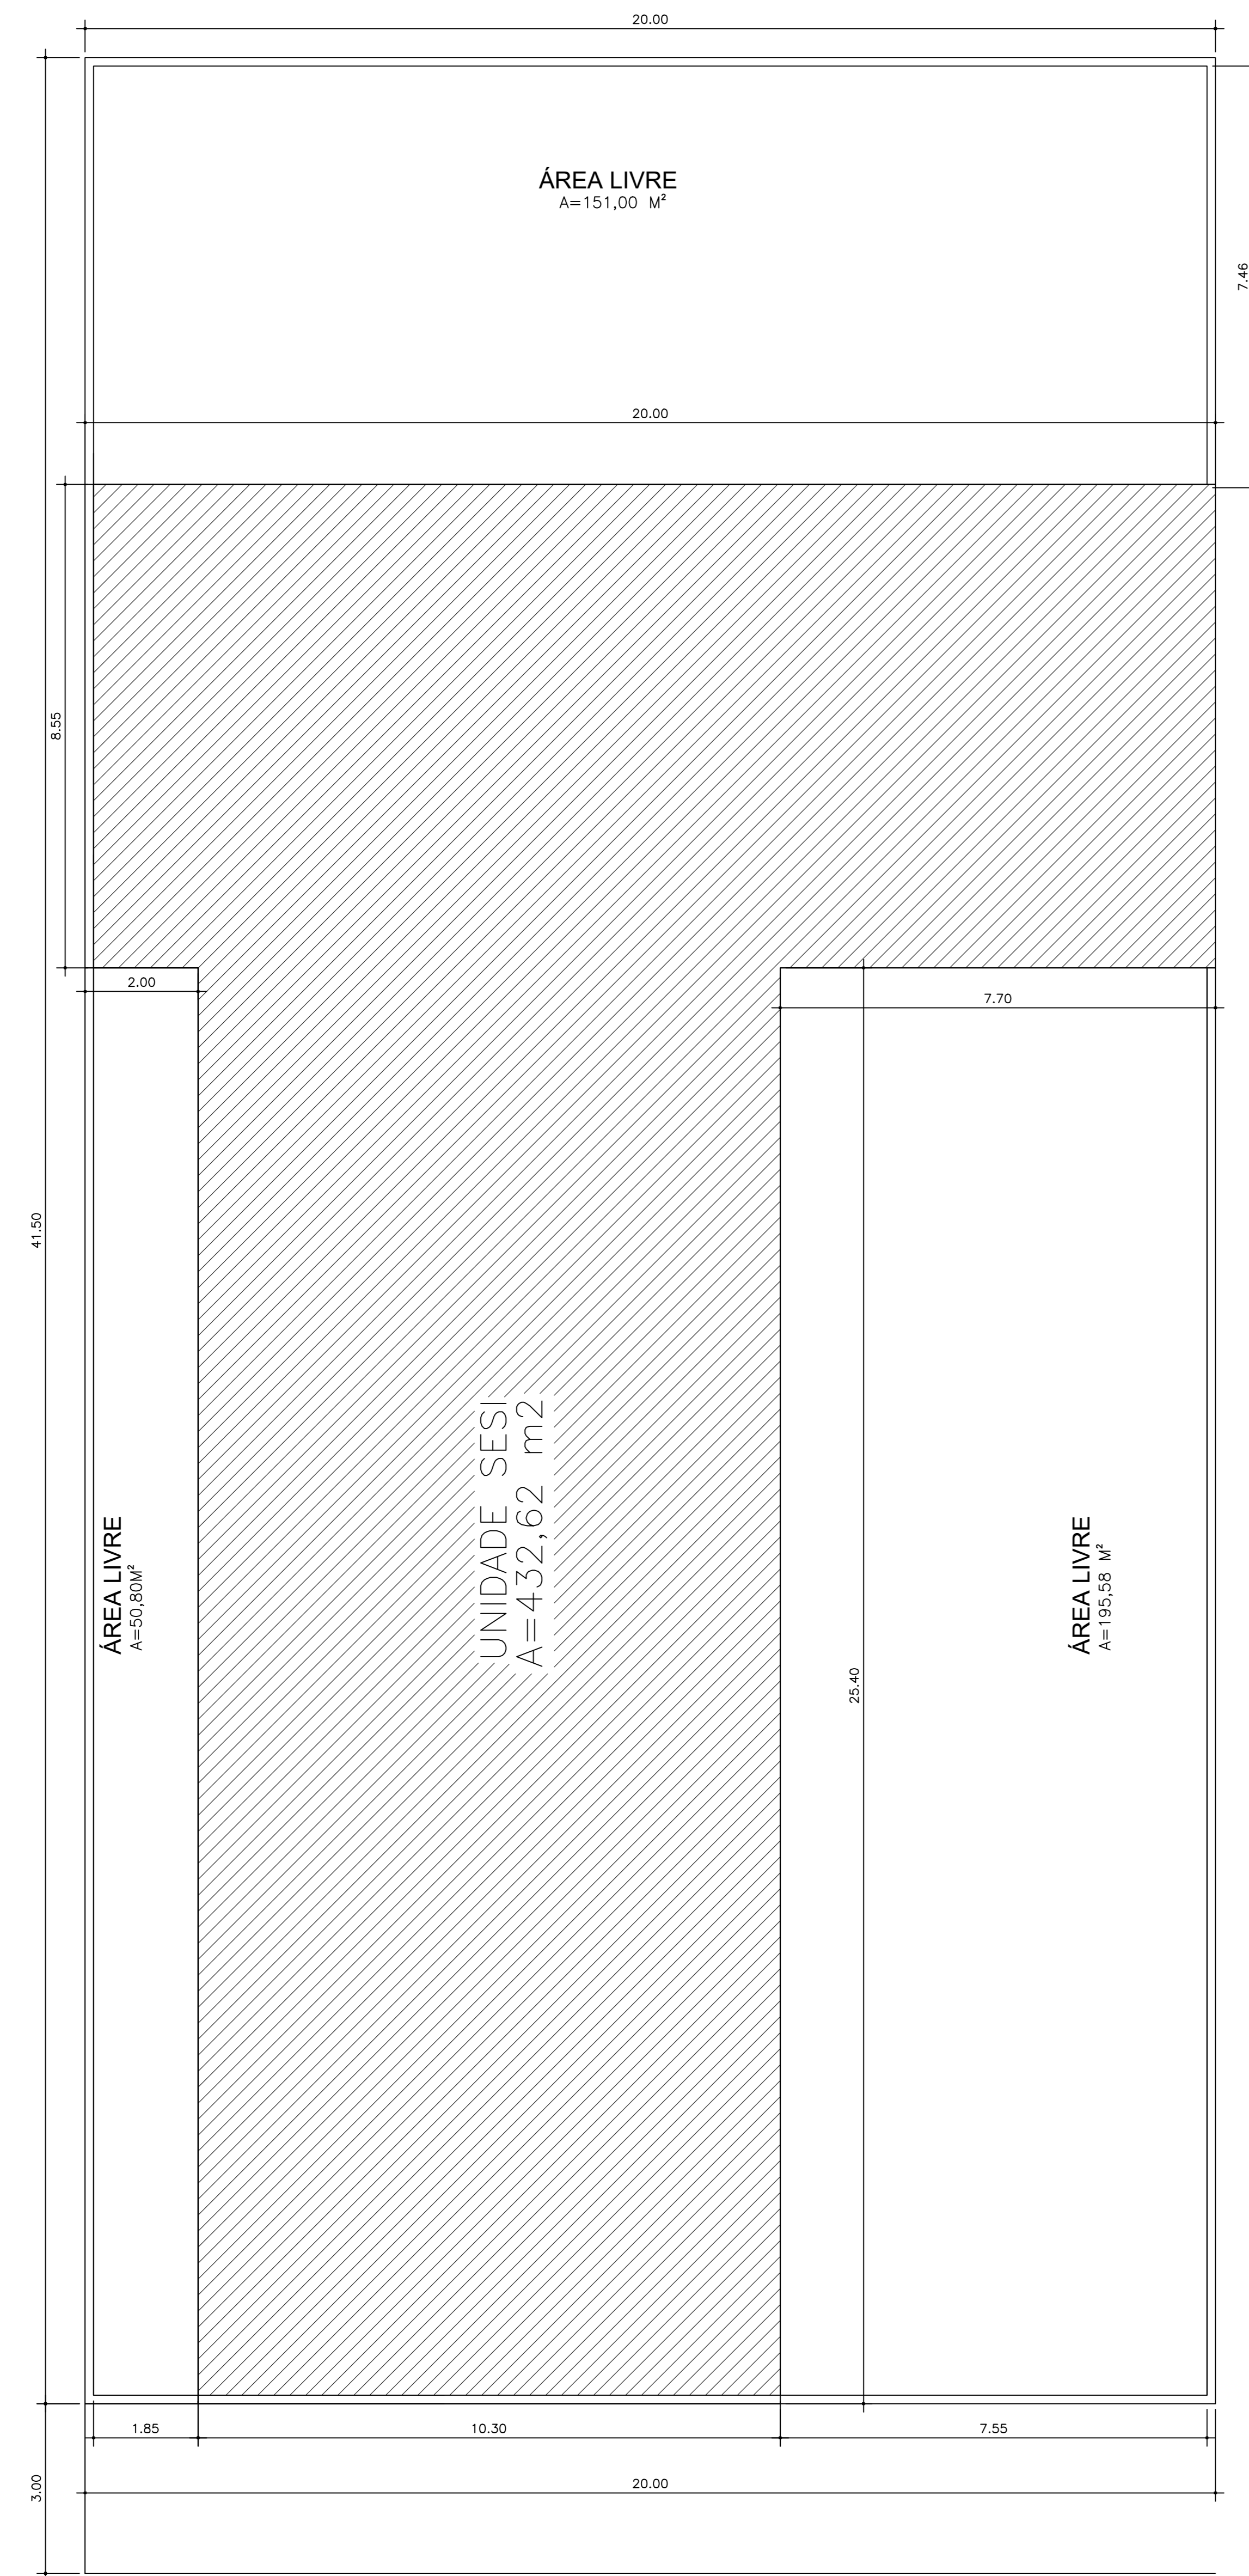 20.00
ÁREA LIVRE
A=151,00 M²
7.46
20.00
8.55
2.00
7.70
41.50
UNIDADE SESI
A=432,62 m2
ÁREA LIVRE
A=50,80M²
ÁREA LIVRE
A=195,58 M²
25.40
1.85
10.30
7.55
3.00
20.00